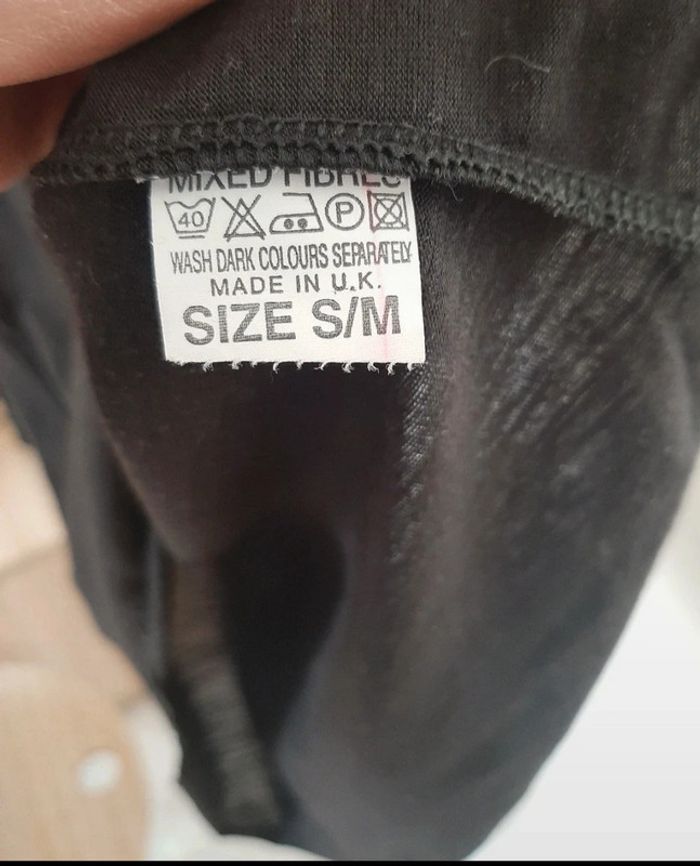 MIXED FIBRES
40 P
WASH DARK COLOURS SEPARATELY
MADE IN U.K.
SIZE S/M